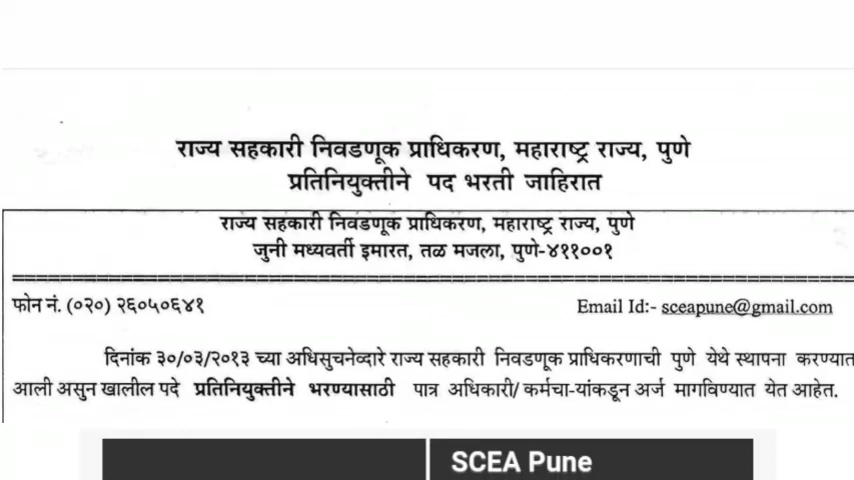 राज्य सहकारी निवडणूक प्राधिकरण, महाराष्ट्र राज्य, पुणे
प्रतिनियुक्तीने पद भरती जाहिरात
राज्य सहकारी निवडणूक प्राधिकरण, महाराष्ट्र राज्य, पुणे
जुनी मध्यवर्ती इमारत, तळ मजला, पुणे-४११००१
फोन नं. (०२०) २६०५०६४१ Email Id:- sceapune@gmail.com
दिनांक ३०/०३/२०१३ च्या अधिसुचनेव्दारे राज्य सहकारी निवडणूक प्राधिकरणाची पुणे येथे स्थापना करण्यात
आली असुन खालील पदे प्रतिनियुक्तीने भरण्यासाठी पात्र अधिकारी/ कर्मचा-यांकडून अर्ज मागविण्यात येत आहेत.
SCEA Pune